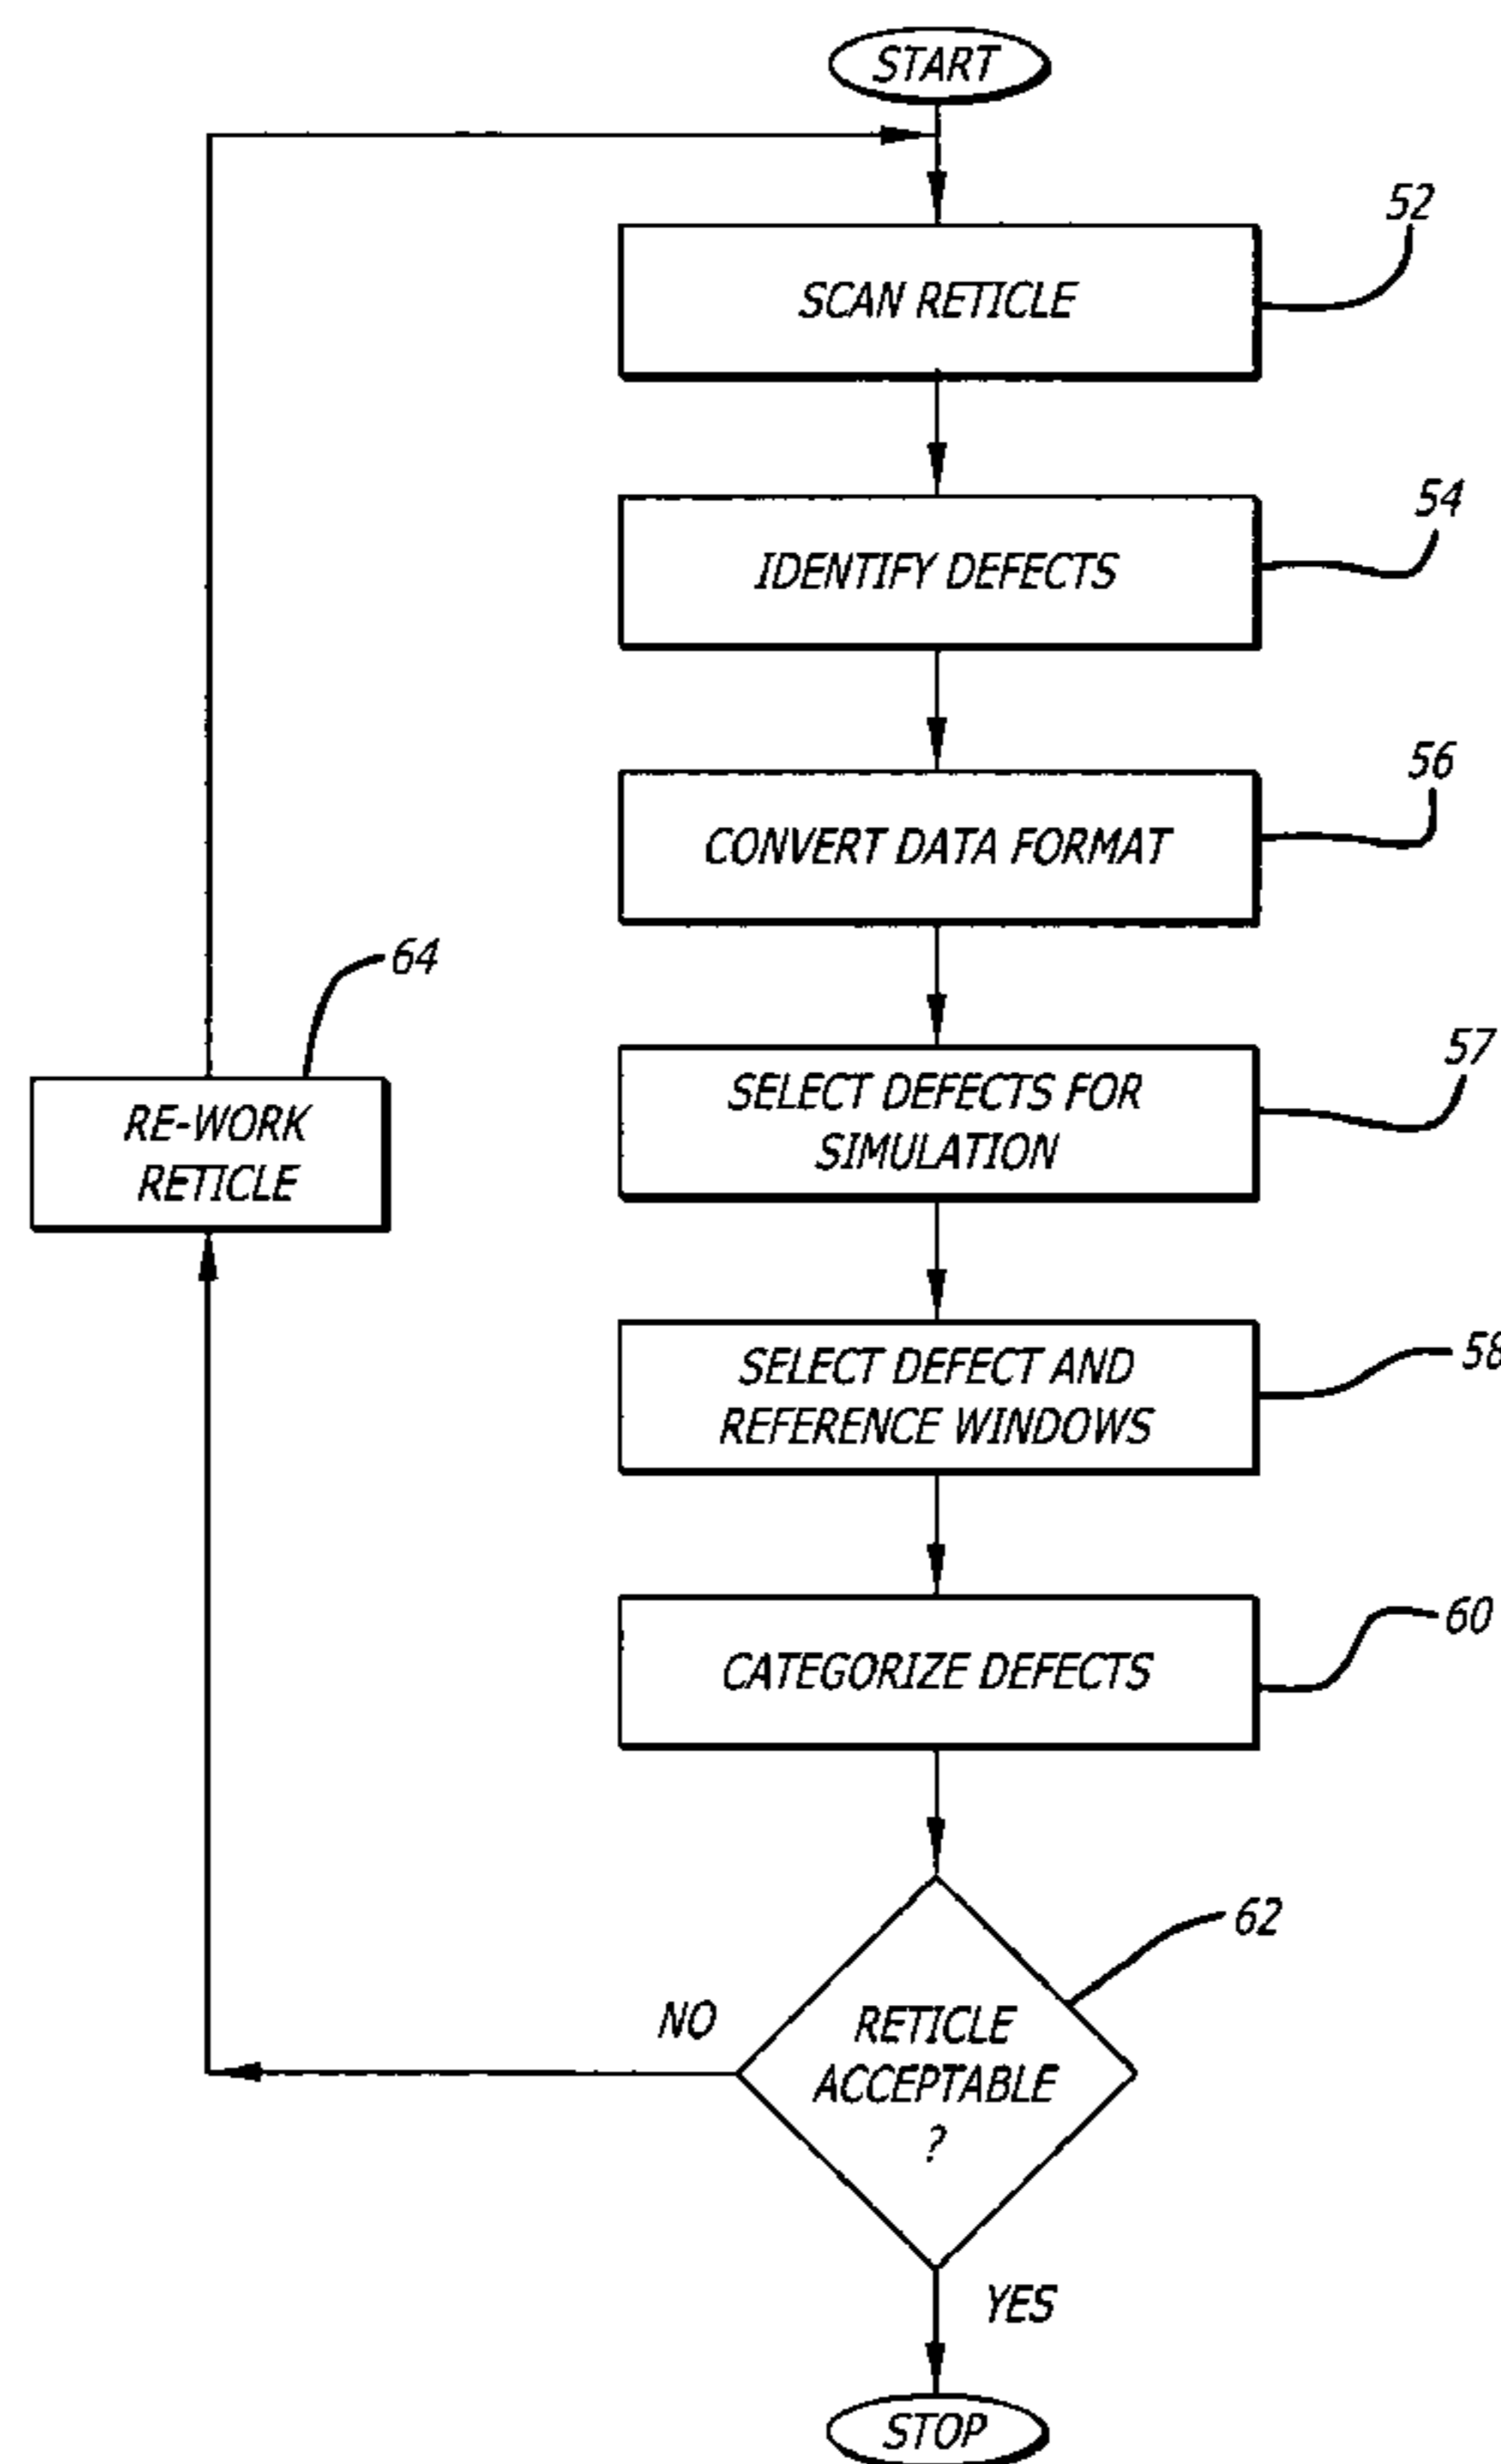 START
52
SCAN RETICLE
54
IDENTIFY DEFECTS
56
CONVERT DATA FORMAT
64
57
SELECT DEFECTS FOR
SIMULATION
RE-WORK
RETICLE
58
SELECT DEFECT AND
REFERENCE WINDOWS
60
CATEGORIZE DEFECTS
62
NO
RETICLE
ACCEPTABLE
?
YES
STOP